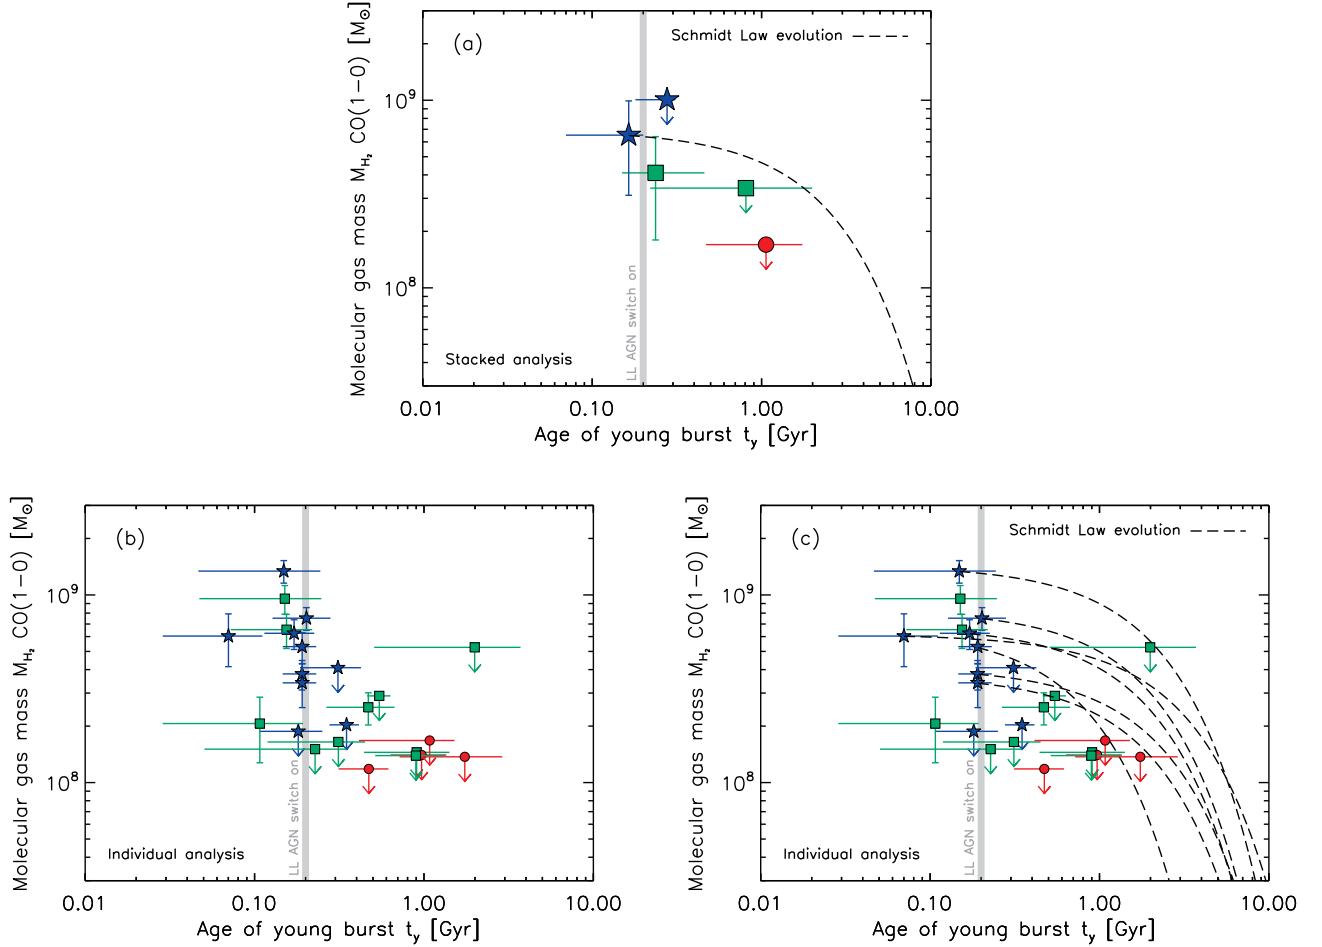 (a)
Schmidt Law evolution
Molecular gas mass M_H₂ CO(1−0) [M☉]
10⁹
10⁸
LL AGN switch on
Stacked analysis
0.01 0.10 1.00 10.00
Age of young burst t_y [Gyr]
(b)
Molecular gas mass M_H₂ CO(1−0) [M☉]
10⁹
10⁸
LL AGN switch on
Individual analysis
0.01 0.10 1.00 10.00
Age of young burst t_y [Gyr]
(c)
Schmidt Law evolution
Molecular gas mass M_H₂ CO(1−0) [M☉]
10⁹
10⁸
LL AGN switch on
Individual analysis
0.01 0.10 1.00 10.00
Age of young burst t_y [Gyr]